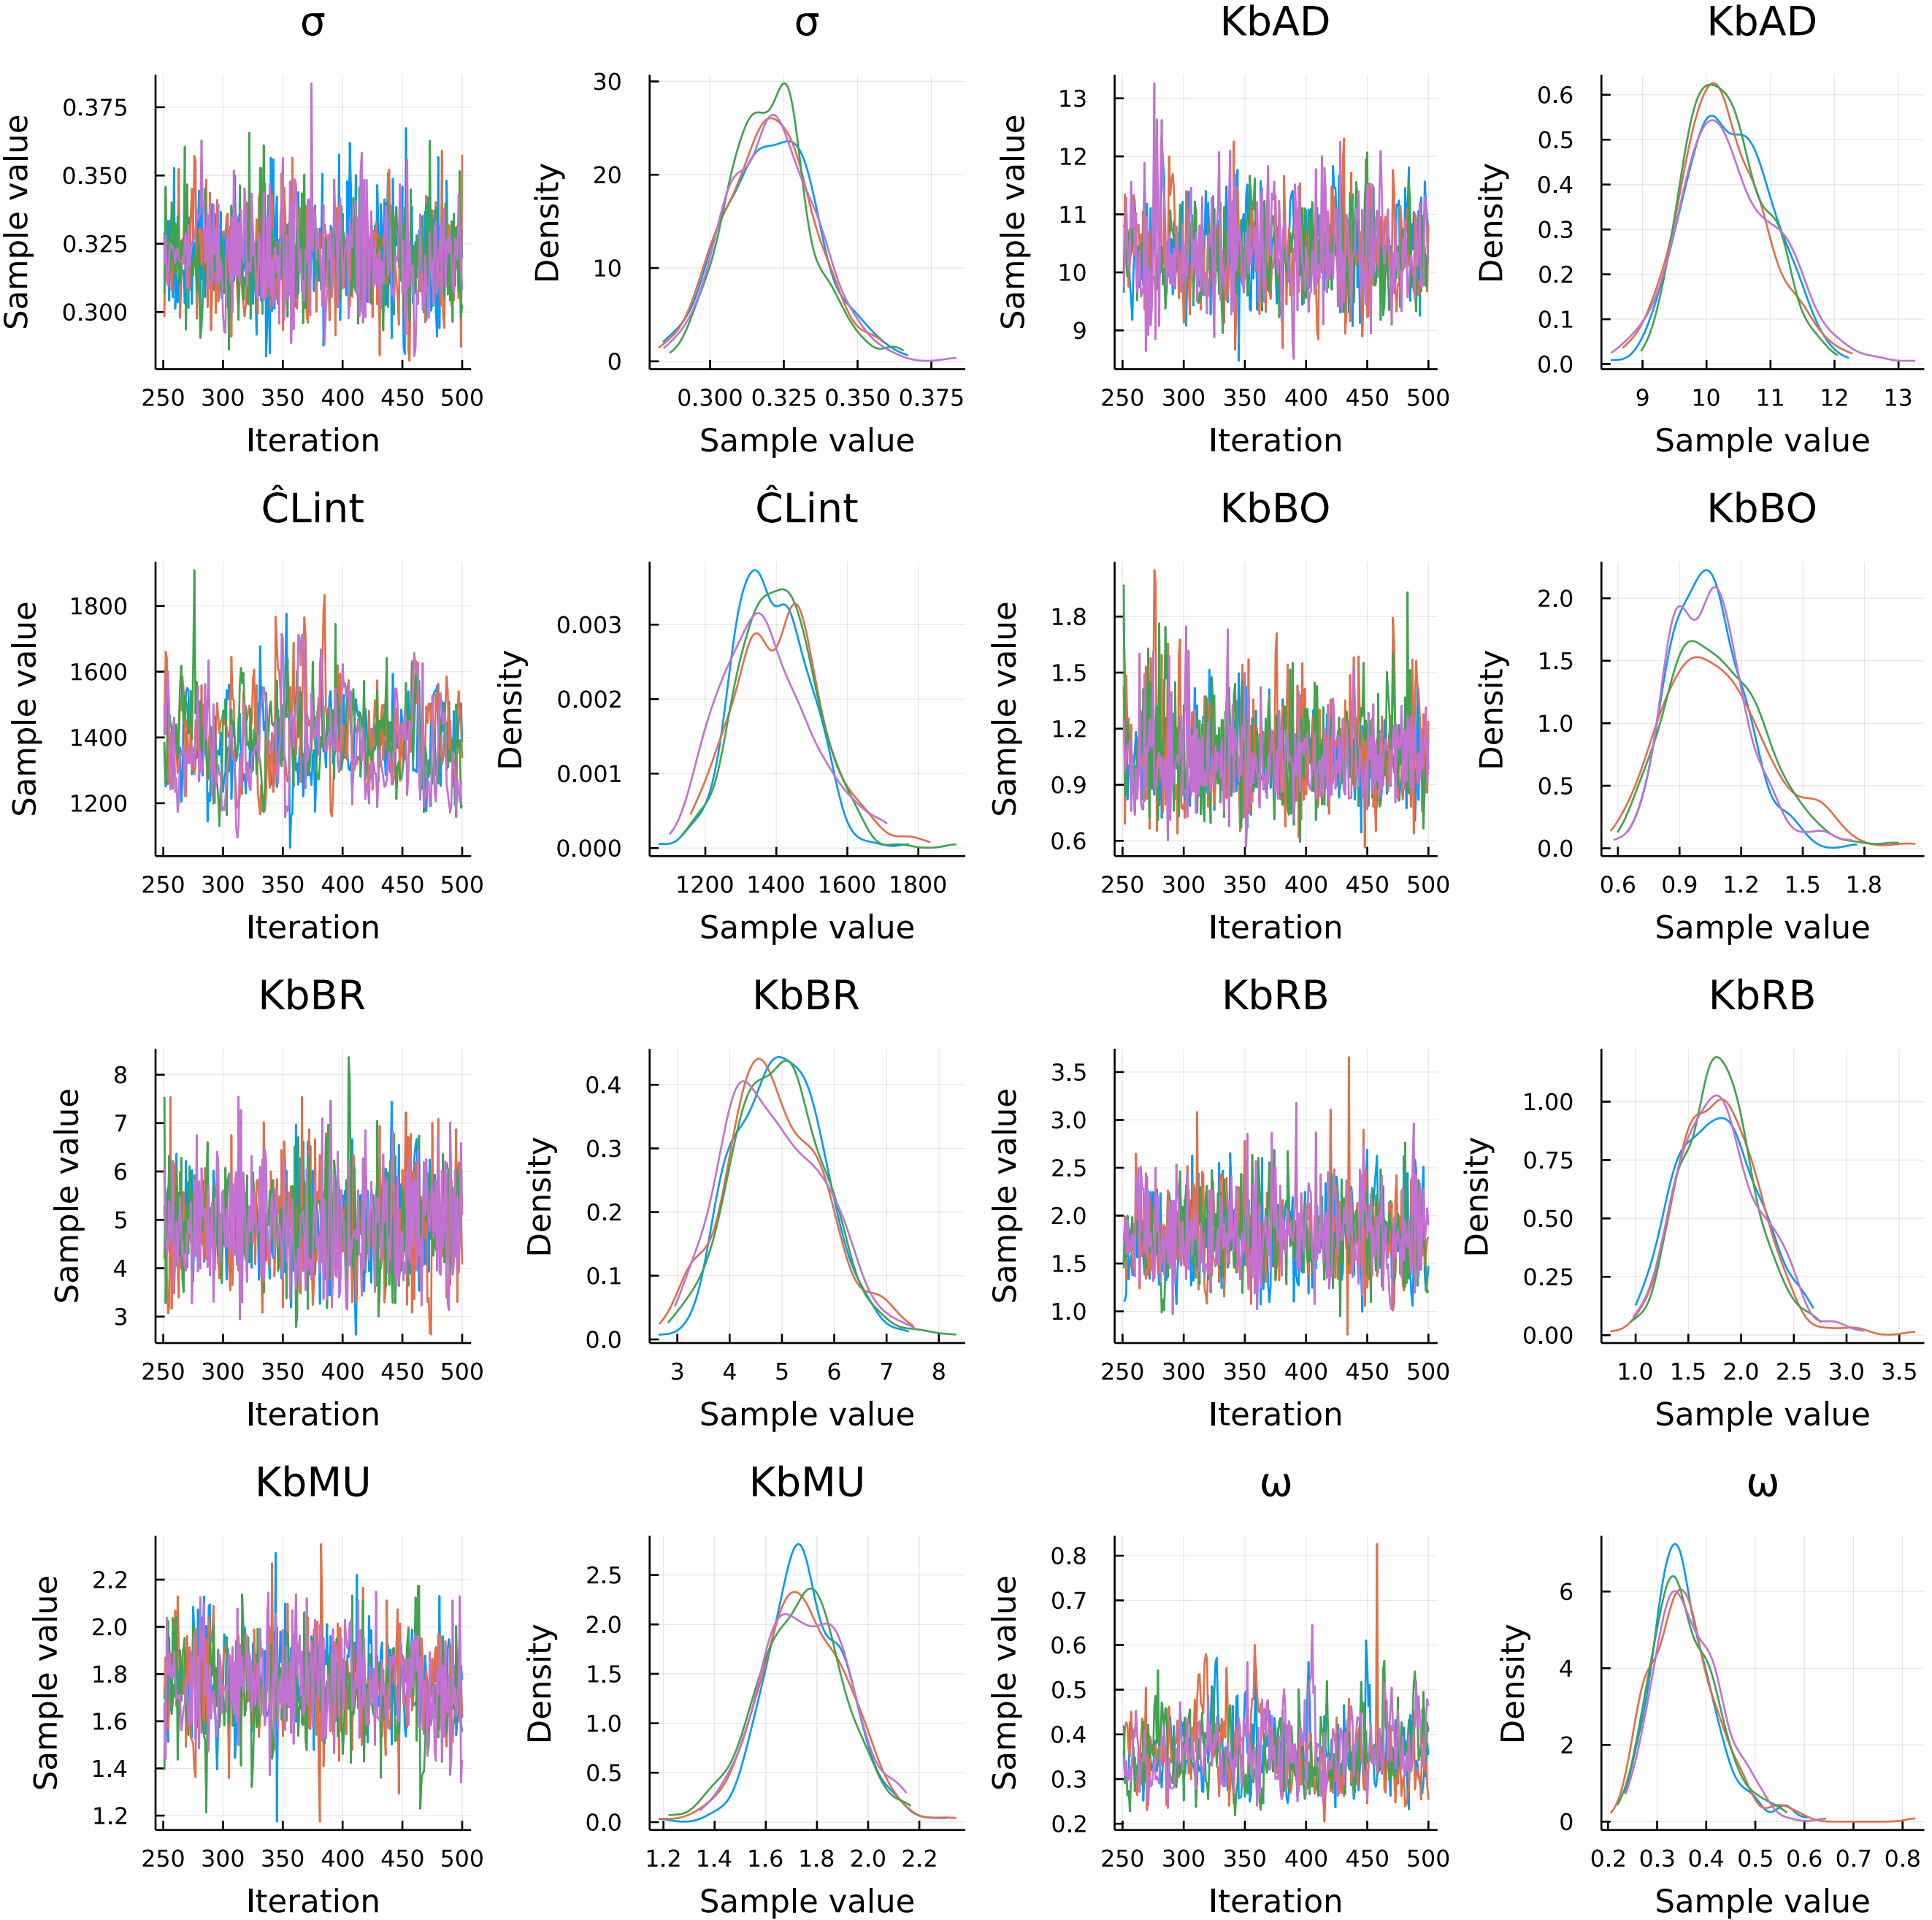 σ σ KbAD KbAD
Sample value
0.375
0.350
0.325
0.300
250 300 350 400 450 500
Iteration
Density
30
20
10
0
0.300 0.325 0.350 0.375
Sample value
Sample value
13
12
11
10
9
250 300 350 400 450 500
Iteration
Density
0.6
0.5
0.4
0.3
0.2
0.1
0.0
9 10 11 12 13
Sample value
ĈLint ĈLint KbBO KbBO
Sample value
1800
1600
1400
1200
250 300 350 400 450 500
Iteration
Density
0.003
0.002
0.001
0.000
1200 1400 1600 1800
Sample value
Sample value
1.8
1.5
1.2
0.9
0.6
250 300 350 400 450 500
Iteration
Density
2.0
1.5
1.0
0.5
0.0
0.6 0.9 1.2 1.5 1.8
Sample value
KbBR KbBR KbRB KbRB
Sample value
8
7
6
5
4
3
250 300 350 400 450 500
Iteration
Density
0.4
0.3
0.2
0.1
0.0
3 4 5 6 7 8
Sample value
Sample value
3.5
3.0
2.5
2.0
1.5
1.0
250 300 350 400 450 500
Iteration
Density
1.00
0.75
0.50
0.25
0.00
1.0 1.5 2.0 2.5 3.0 3.5
Sample value
KbMU KbMU ω ω
Sample value
2.2
2.0
1.8
1.6
1.4
1.2
250 300 350 400 450 500
Iteration
Density
2.5
2.0
1.5
1.0
0.5
0.0
1.2 1.4 1.6 1.8 2.0 2.2
Sample value
Sample value
0.8
0.7
0.6
0.5
0.4
0.3
0.2
250 300 350 400 450 500
Iteration
Density
6
4
2
0
0.2 0.3 0.4 0.5 0.6 0.7 0.8
Sample value